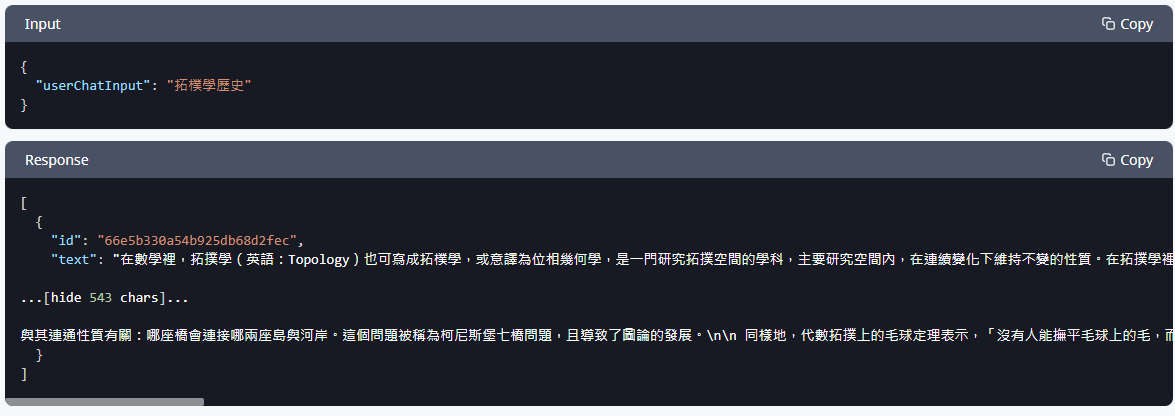 Input
Copy
{
"userChatInput": "拓樸學歷史"
}
Response
Copy
[
{
"id": "66e5b330a54b925db68d2fec",
"text": "在數學裡，拓撲學（英語：Topology）也可寫成拓樸學，或意譯為位相幾何學，是一門研究拓撲空間的學科，主要研究空間內，在連續變化下維持不變的性質。在拓撲學裡
...[hide 543 chars]...
與其連通性質有關：哪座橋會連接哪兩座島與河岸。這個問題被稱為柯尼斯堡七橋問題，且導致了圖論的發展。\n\n 同樣地，代數拓撲上的毛球定理表示，「沒有人能撫平毛球上的毛，而
}
]